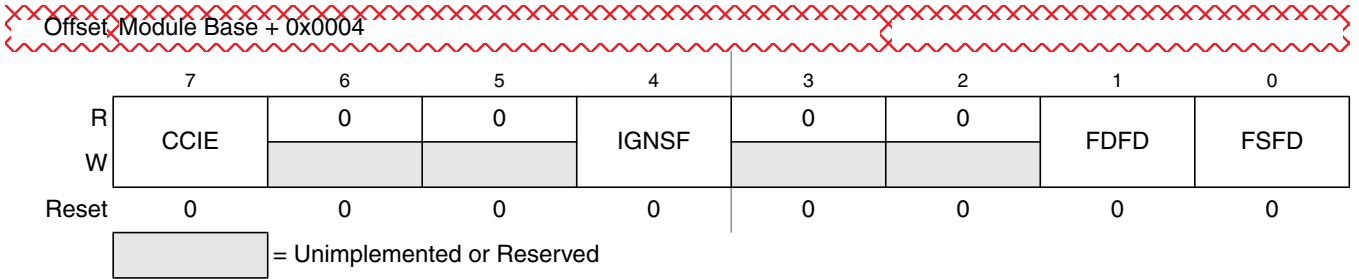 Offset Module Base + 0x0004
7 6 5 4 3 2 1 0
R CCIE 0 0 IGNSF 0 0 FDFD FSFD
W
Reset 0 0 0 0 0 0 0 0
= Unimplemented or Reserved